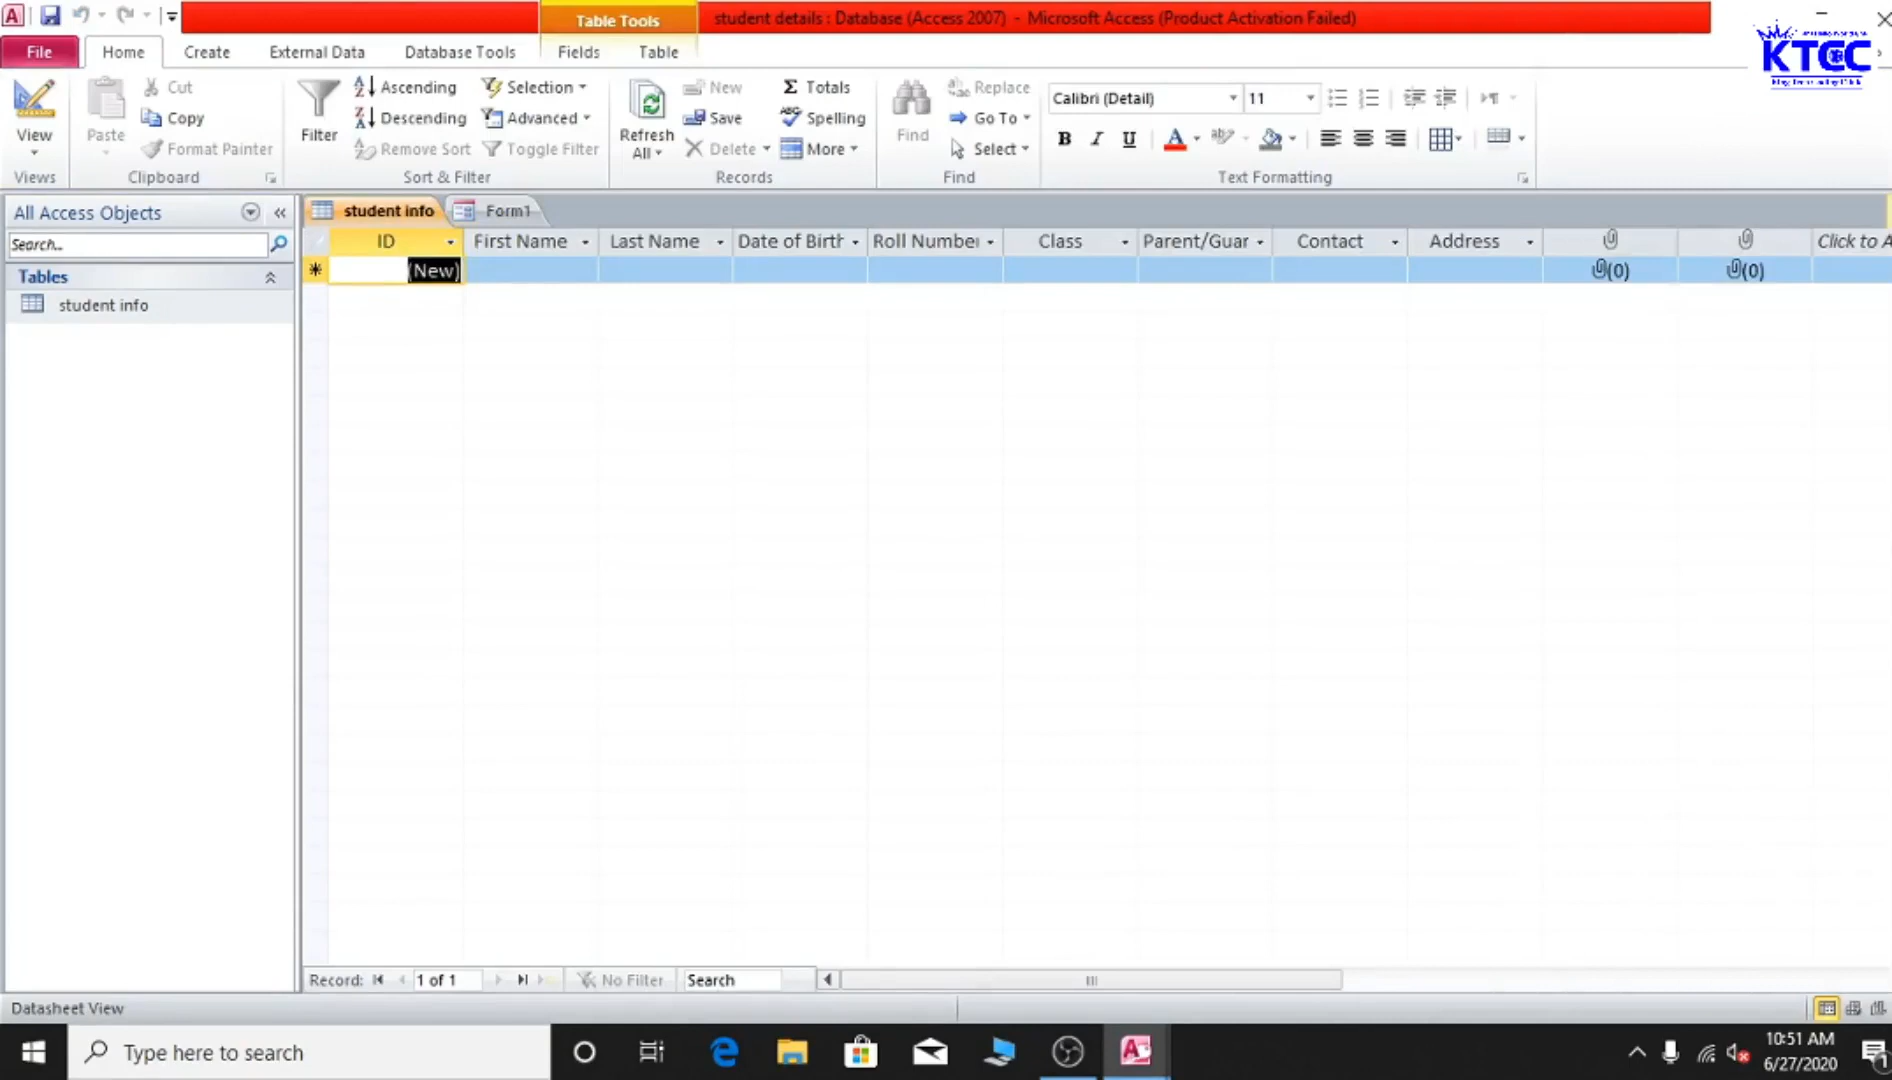 Table Tools
student details : Database (Access 2007) - Microsoft Access (Product Activation Failed)
KTCC
File
Home
Create
External Data
Database Tools
Fields
Table
View
Paste
Cut
Copy
Format Painter
Filter
Ascending
Descending
Remove Sort
Selection
Advanced
Toggle Filter
Refresh
All
New
Save
Delete
Totals
Spelling
More
Find
Replace
Go To
Select
Calibri (Detail)
11
B I U
Views
Clipboard
Sort & Filter
Records
Find
Text Formatting
All Access Objects
Search...
Tables
student info
student info
Form1
ID
First Name
Last Name
Date of Birth
Roll Number
Class
Parent/Guar
Contact
Address
Click to A
(New)
(0)
(0)
Record:
1 of 1
No Filter
Search
Datasheet View
Type here to search
10:51 AM
6/27/2020
1